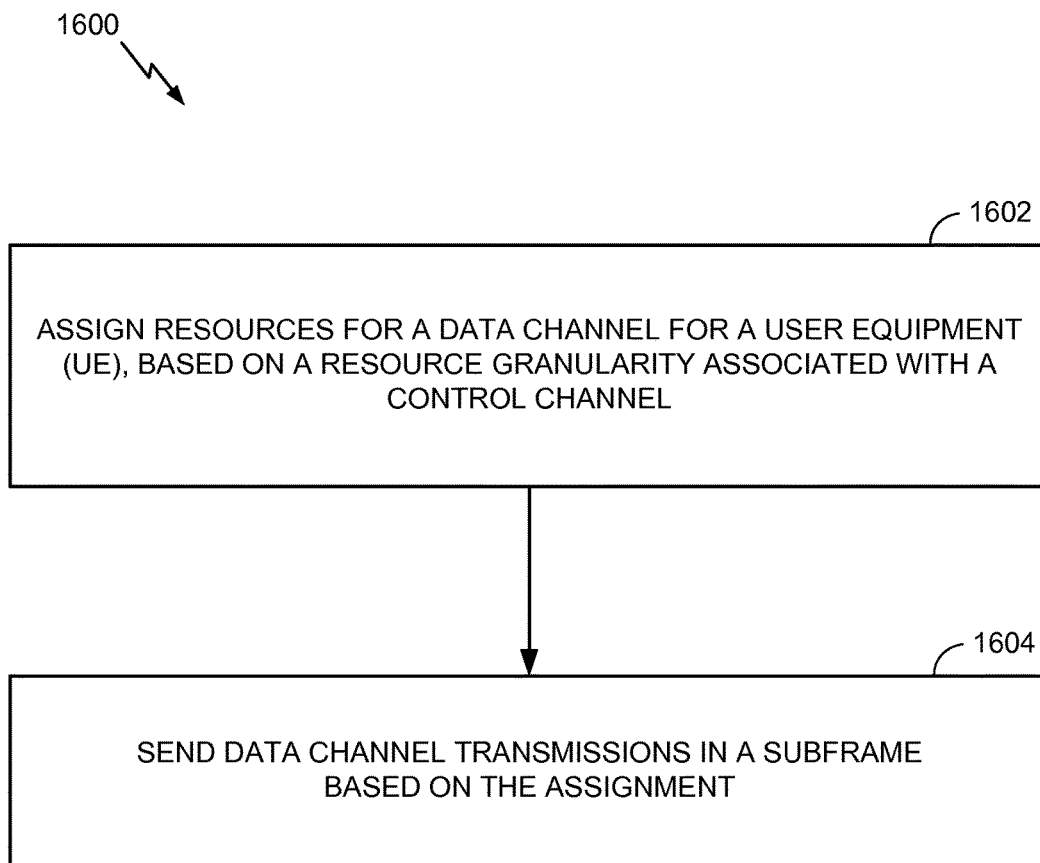 1600
1602
ASSIGN RESOURCES FOR A DATA CHANNEL FOR A USER EQUIPMENT
(UE), BASED ON A RESOURCE GRANULARITY ASSOCIATED WITH A
CONTROL CHANNEL
1604
SEND DATA CHANNEL TRANSMISSIONS IN A SUBFRAME
BASED ON THE ASSIGNMENT